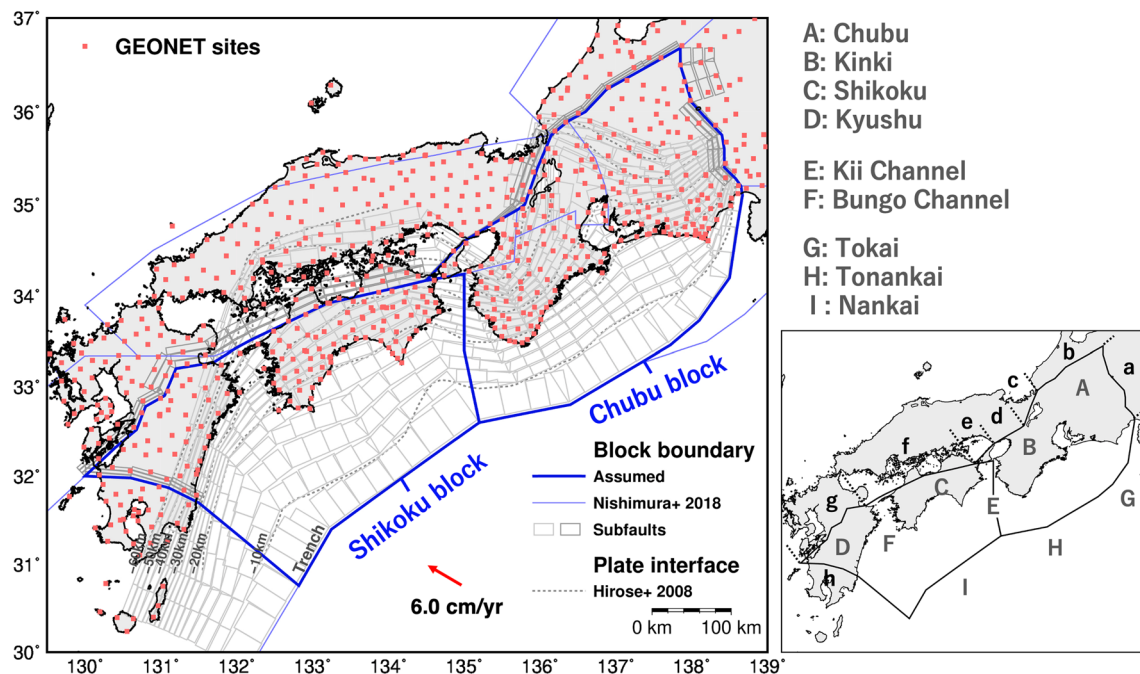 37°
36°
35°
34°
33°
32°
31°
30°
130°
131°
132°
133°
134°
135°
136°
137°
138°
139°
GEONET sites
Chubu block
Shikoku block
Block boundary
Assumed
Nishimura+ 2018
Subfaults
Plate interface
Hirose+ 2008
0 km 100 km
6.0 cm/yr
Trench
−10km
−20km
−30km
−40km
−50km
−60km
A: Chubu
B: Kinki
C: Shikoku
D: Kyushu
E: Kii Channel
F: Bungo Channel
G: Tokai
H: Tonankai
I : Nankai
b
a
c
A
d
e
f
B
C
g
E
G
D
F
H
h
I